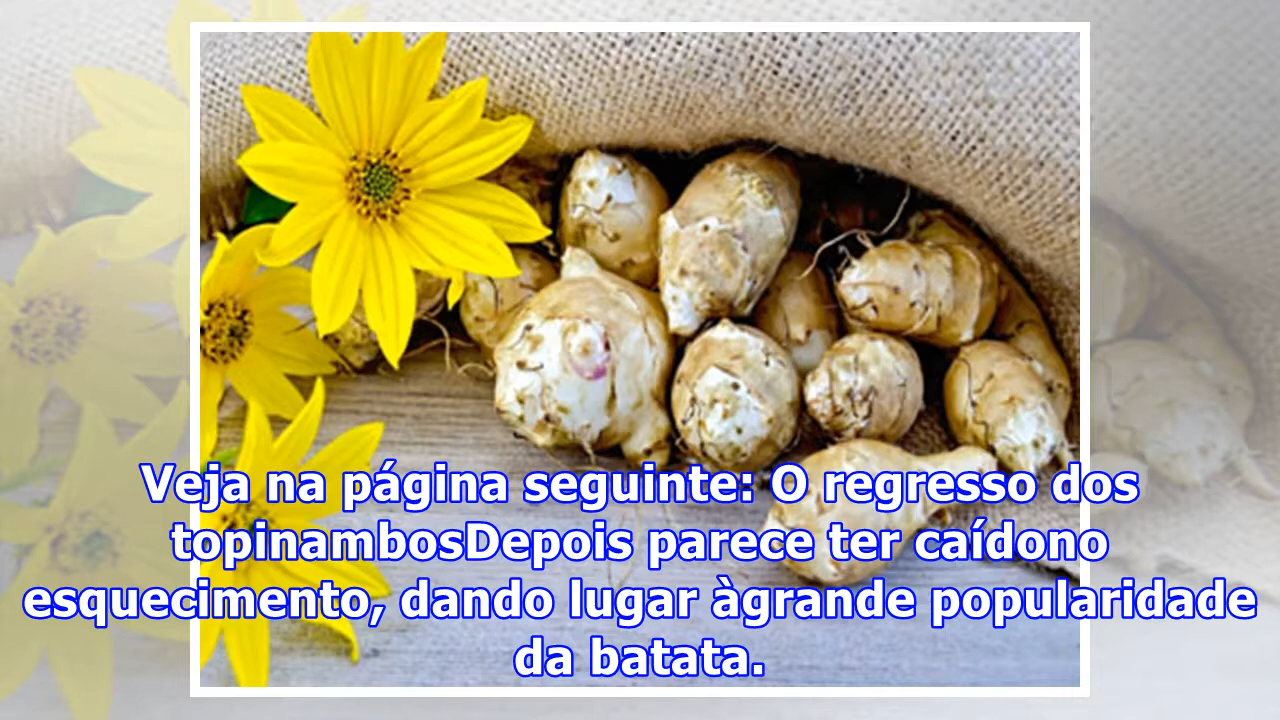 Veja na página seguinte: O regresso dos
topinambosDepois parece ter caídono
esquecimento, dando lugar àgrande popularidade
da batata.